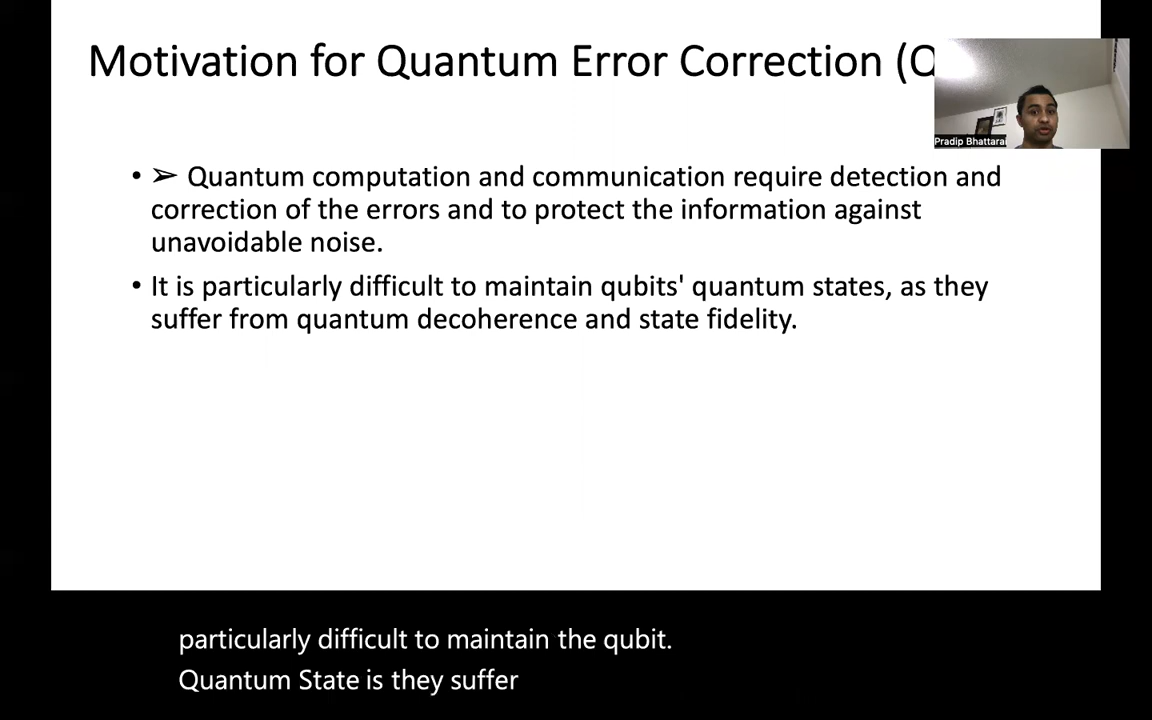 Motivation for Quantum Error Correction (
Pradip Bhattarai
• ➢ Quantum computation and communication require detection and
correction of the errors and to protect the information against
unavoidable noise.
• It is particularly difficult to maintain qubits' quantum states, as they
suffer from quantum decoherence and state fidelity.
particularly difficult to maintain the qubit.
Quantum State is they suffer